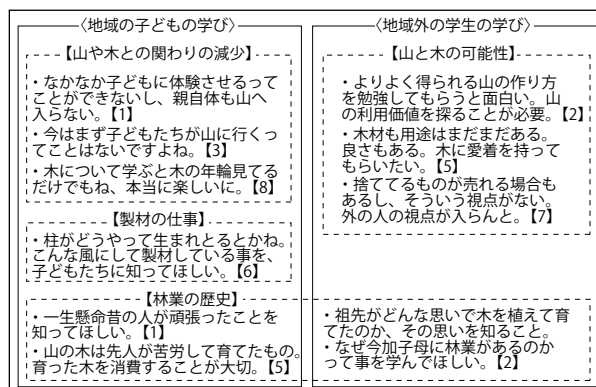 〈地域の子どもの学び〉
【山や木との関わりの減少】
・なかなか子どもに体験させるって
ことができないし、親自体も山へ
入らない。【1】
・今はまず子どもたちが山に行くっ
てことはないですよね。【3】
・木について学ぶと木の年輪見てる
だけでもね、本当に楽しいに。【8】
【製材の仕事】
・柱がどうやって生まれとるとかね。
こんな風にして製材している事を、
子どもたちに知ってほしい。【6】
【林業の歴史】
・一生懸命昔の人が頑張ったことを
知ってほしい。【1】
・山の木は先人が苦労して育てたもの。
育った木を消費することが大切。【5】
〈地域外の学生の学び〉
【山と木の可能性】
・よりよく得られる山の作り方
を勉強してもらうと面白い。山
の利用価値を探ることが必要。【2】
・木材も用途はまだまだある。
良さもある。木に愛着を持って
もらいたい。【5】
・捨ててるものが売れる場合も
あるし、そういう視点がない。
外の人の視点が入らんと。【7】
・祖先がどんな思いで木を植えて育
てたのか、その思いを知ること。
・なぜ今加子母に林業があるのか
って事を学んでほしい。【2】